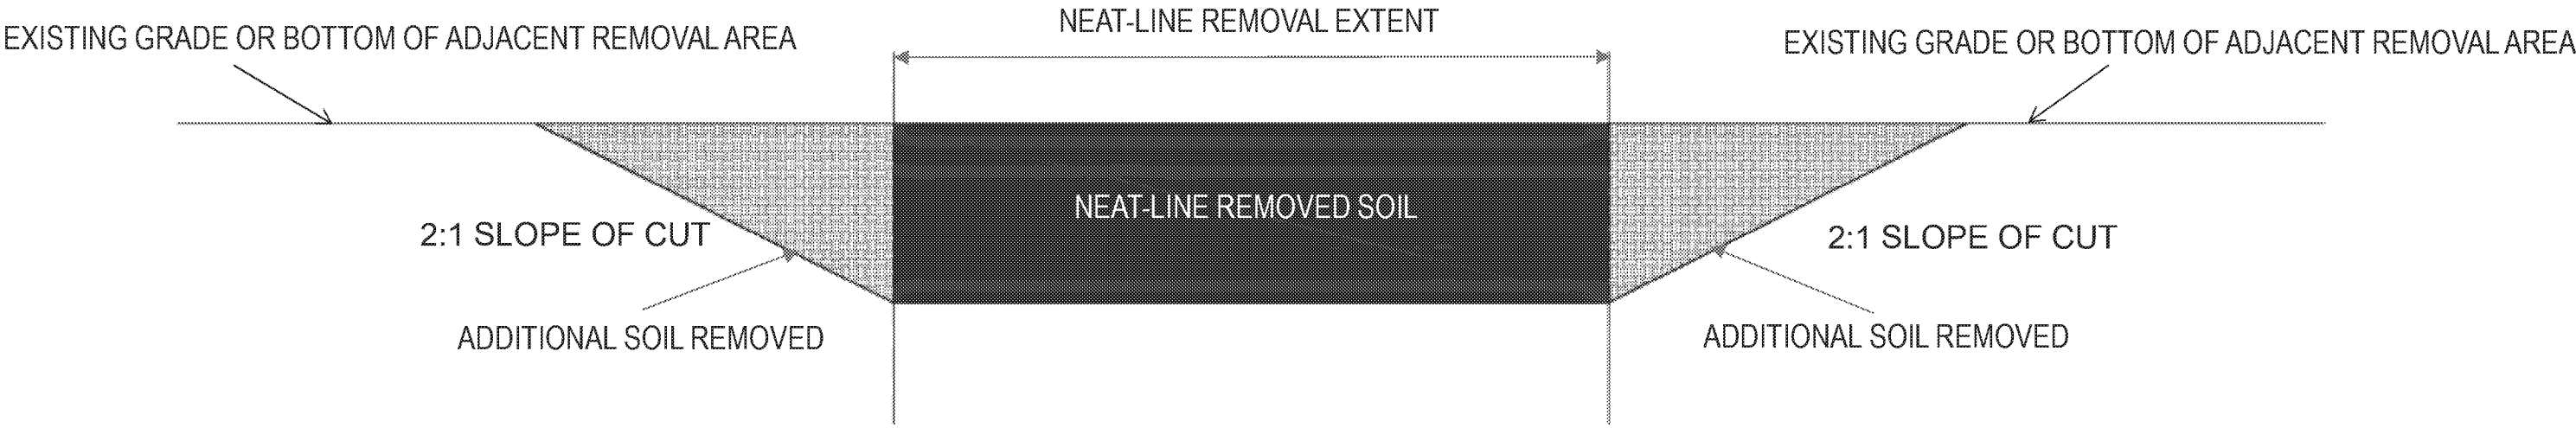 NEAT-LINE REMOVAL EXTENT
EXISTING GRADE OR BOTTOM OF ADJACENT REMOVAL AREA
EXISTING GRADE OR BOTTOM OF ADJACENT REMOVAL AREA
NEAT-LINE REMOVED SOIL
2:1 SLOPE OF CUT
2:1 SLOPE OF CUT
ADDITIONAL SOIL REMOVED
ADDITIONAL SOIL REMOVED